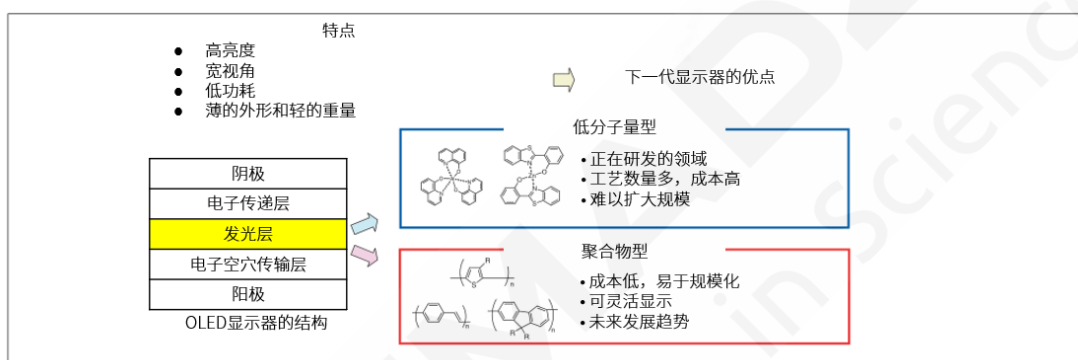 特点
● 高亮度
● 宽视角
● 低功耗
● 薄的外形和轻的重量
下一代显示器的优点
阴极
电子传递层
发光层
电子空穴传输层
阳极
OLED显示器的结构
低分子量型
•正在研发的领域
•工艺数量多，成本高
•难以扩大规模
聚合物型
•成本低，易于规模化
•可灵活显示
•未来发展趋势
R
S
n
n
R R
n
in Science